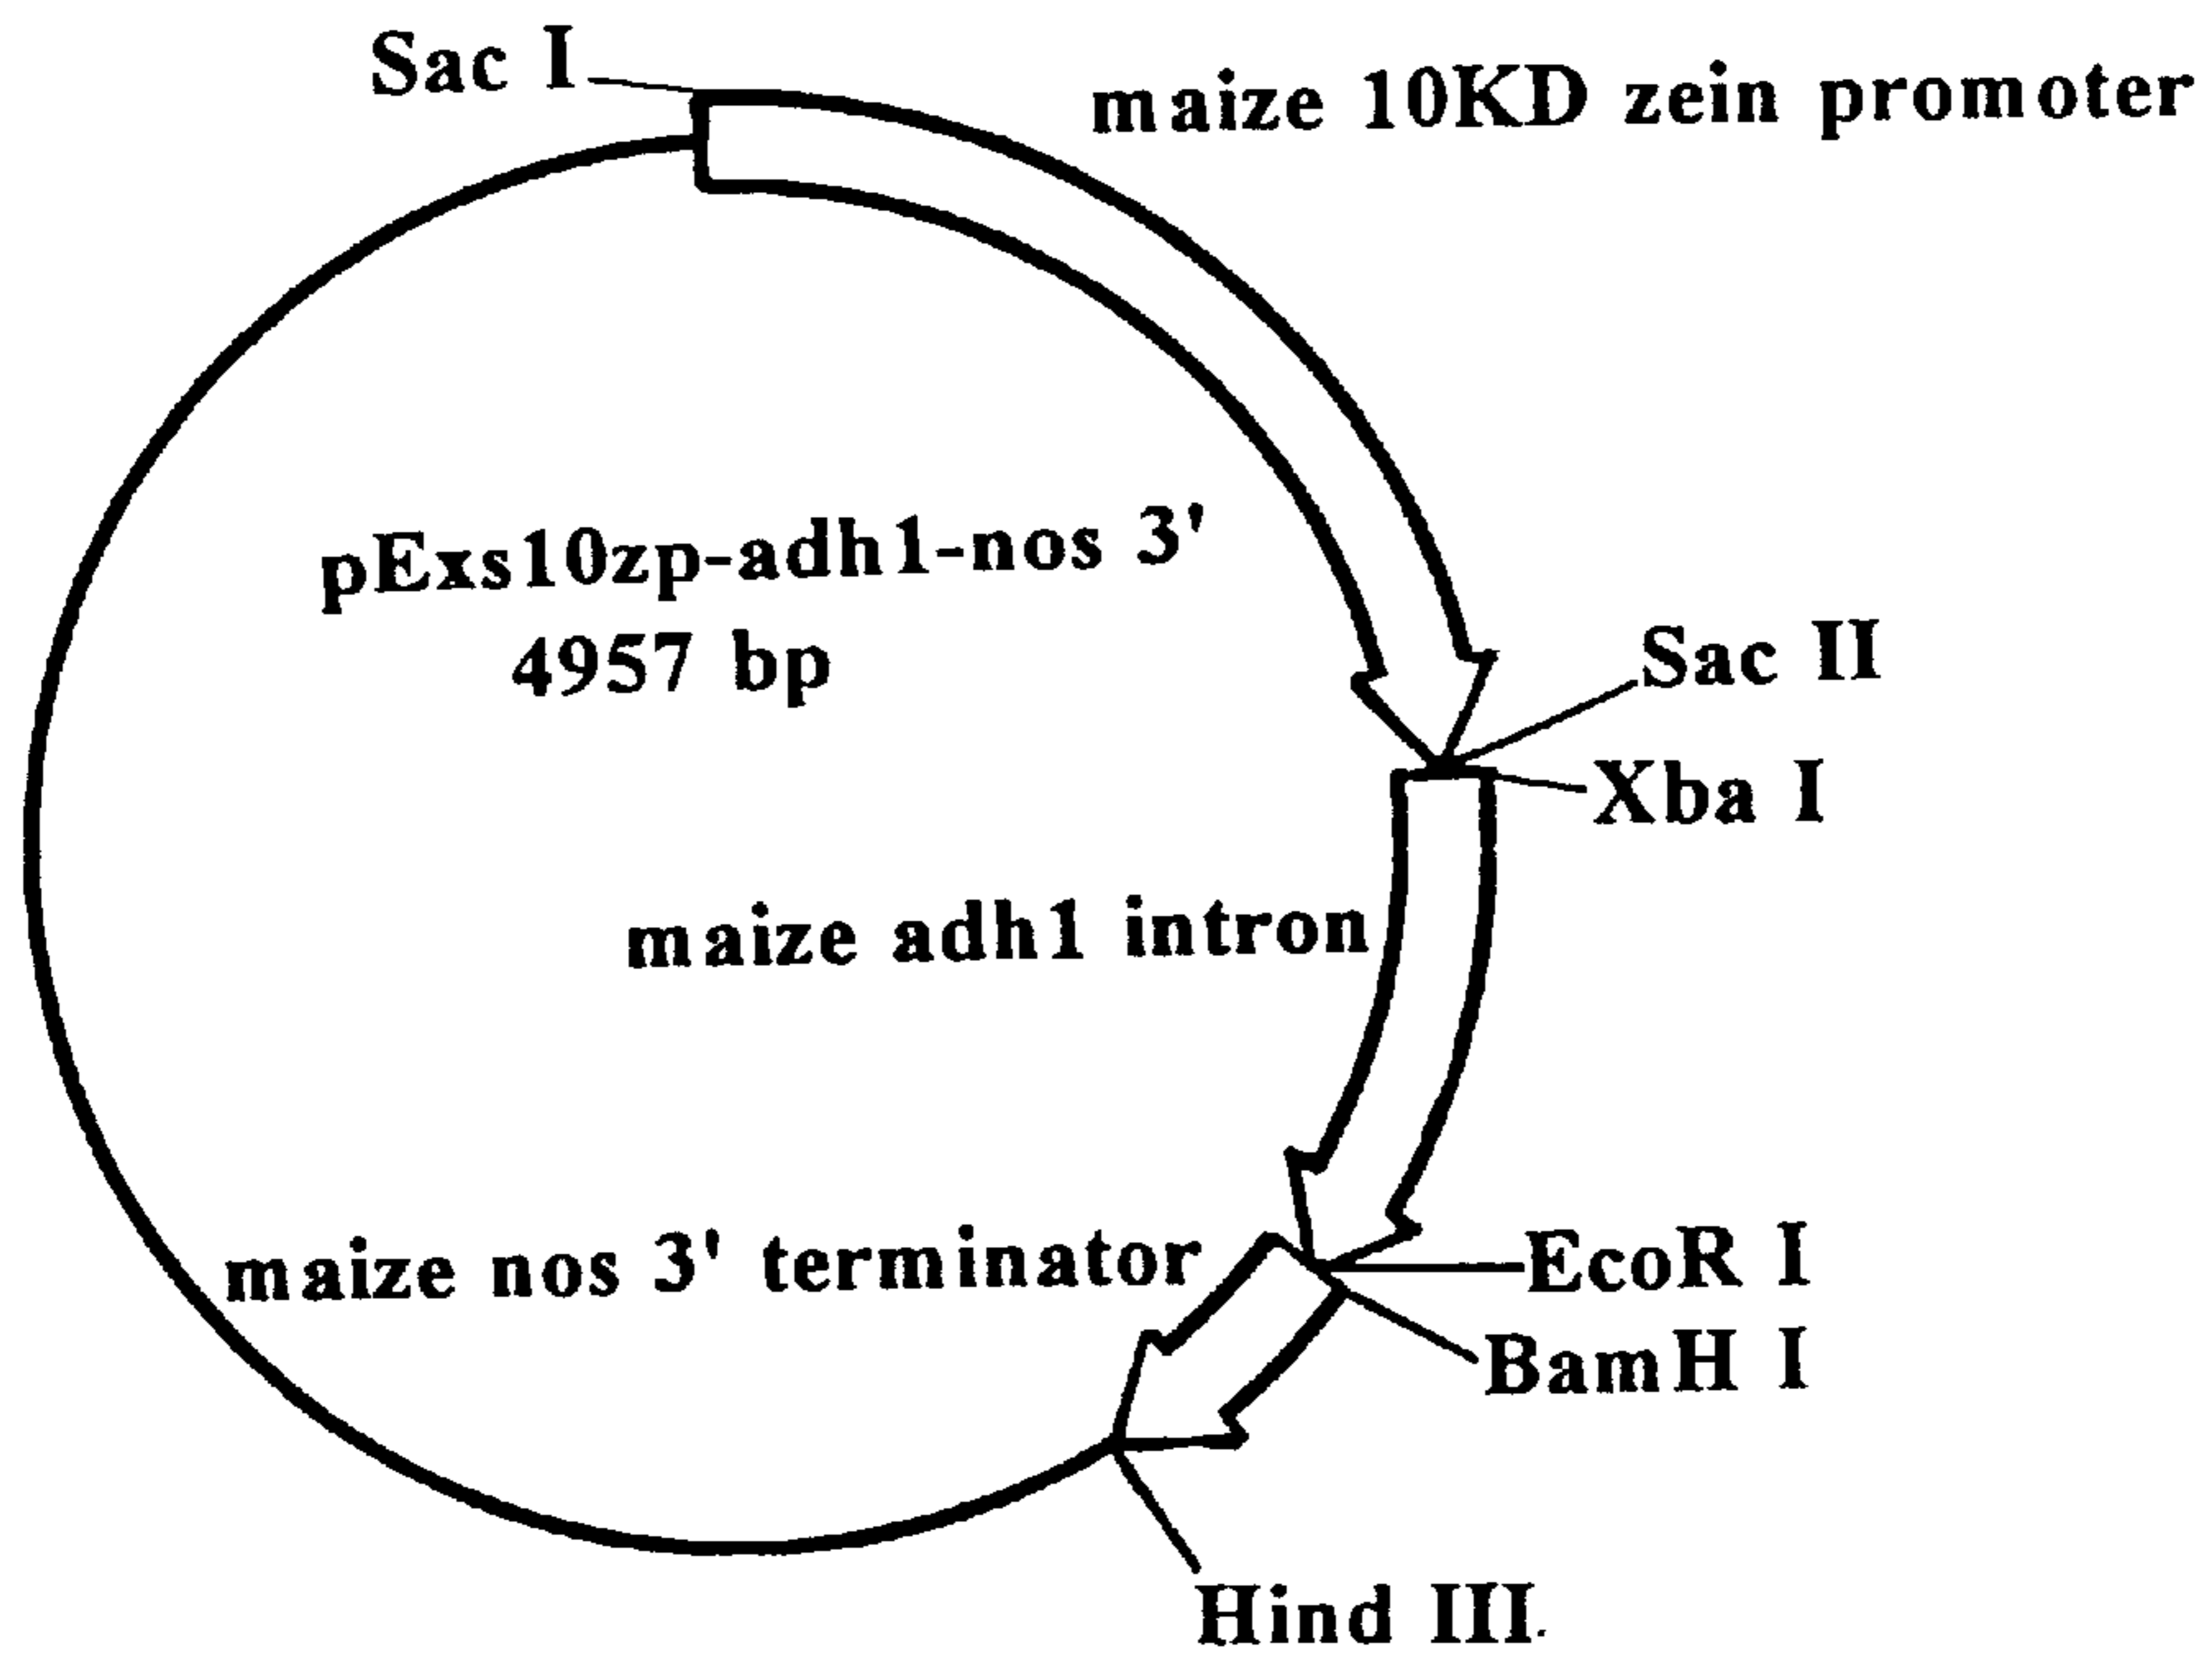 Sac I
maize 10KD zein promoter
pExs10zp-adh1-nos 3'
4957 bp
Sac II
Xba I
maize adh1 intron
maize nos 3' terminator
EcoR I
BamH I
Hind III.